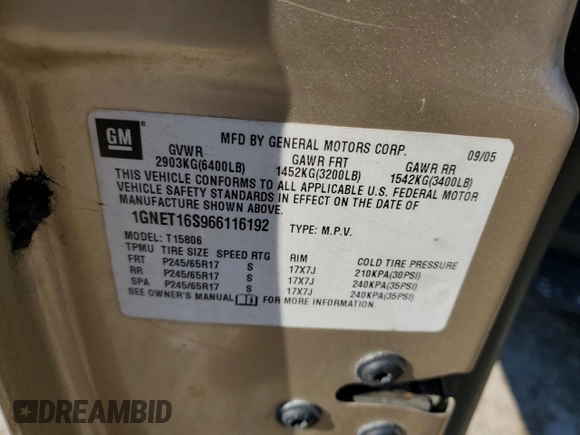 GM ®
MFD BY GENERAL MOTORS CORP. 09/05
GVWR GAWR FRT GAWR RR
2903KG(6400LB) 1452KG(3200LB) 1542KG(3400LB)
THIS VEHICLE CONFORMS TO ALL APPLICABLE U.S. FEDERAL MOTOR
VEHICLE SAFETY STANDARDS IN EFFECT ON THE DATE OF
MANUFACTURE SHOWN ABOVE.
1GNET16S966116192 TYPE: M.P.V.
MODEL: T15806
TPMU TIRE SIZE SPEED RTG RIM COLD TIRE PRESSURE
FRT P245/65R17 S 17X7J 210KPA(30PSI)
RR P245/65R17 S 17X7J 240KPA(35PSI)
SPA P245/65R17 S 17X7J 240KPA(35PSI)
SEE OWNER'S MANUAL FOR MORE INFORMATION.
DREAMBID